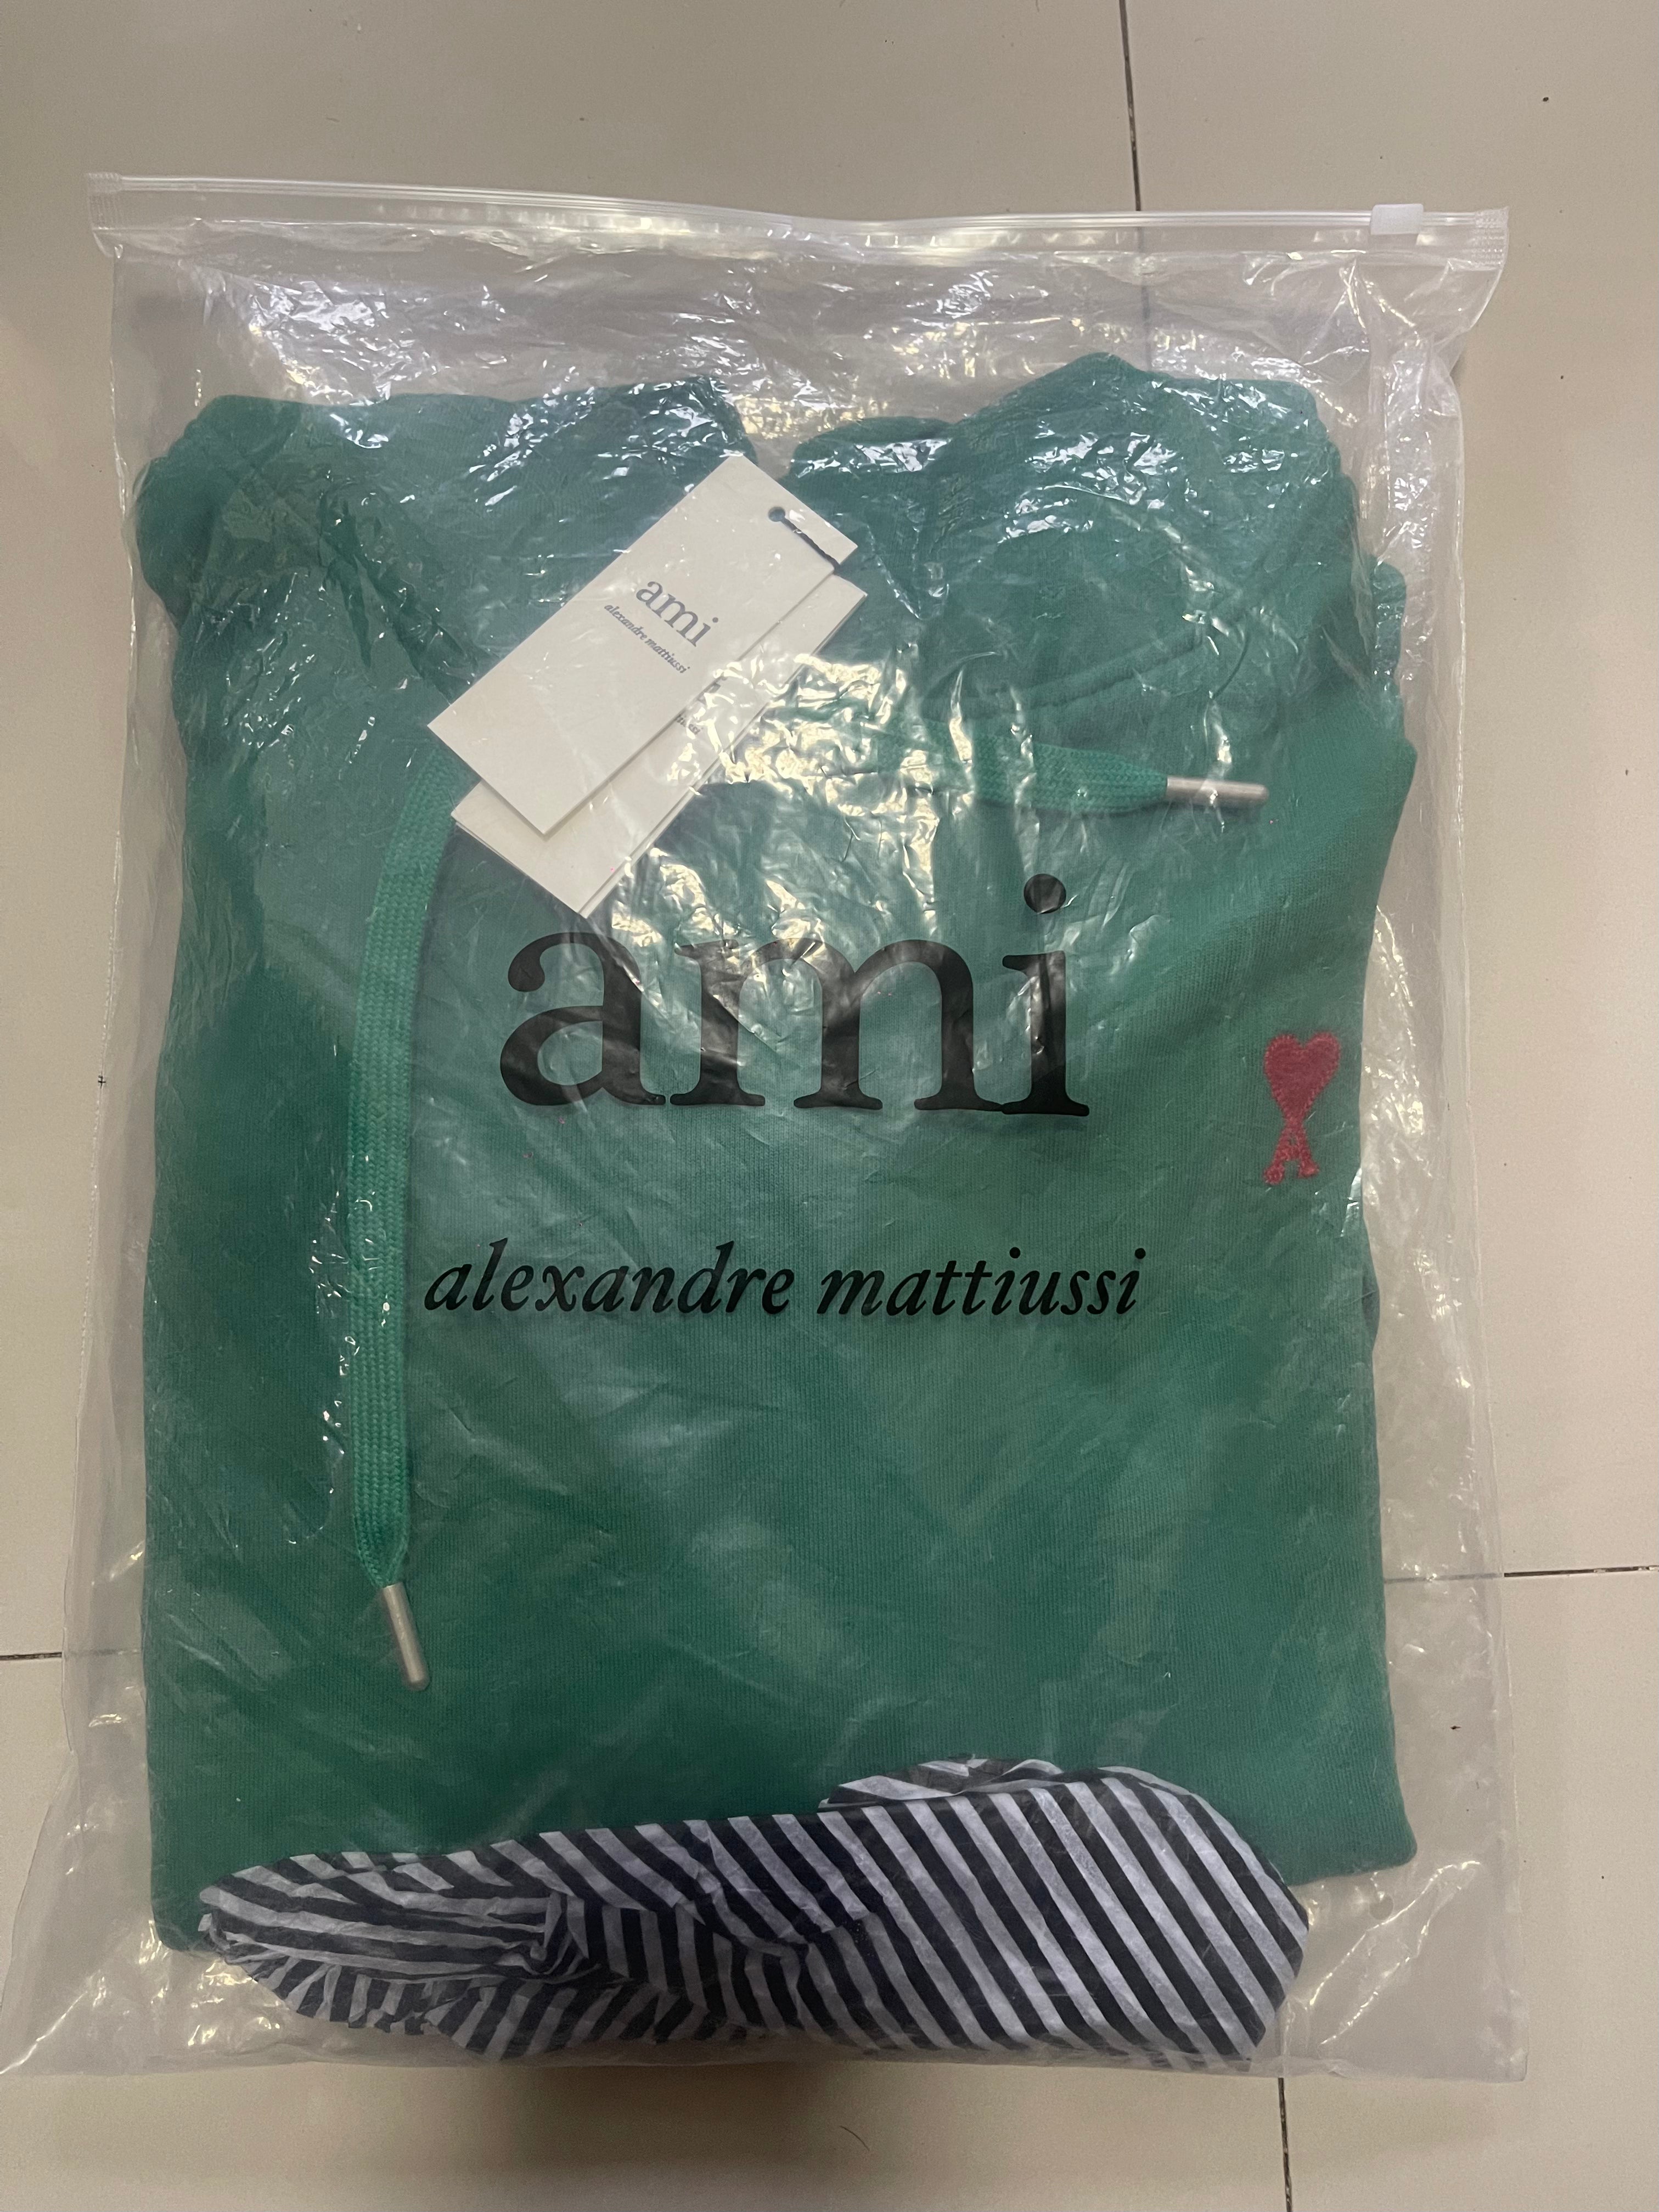 ami
alexandre mattiussi
ami
alexandre mattiussi